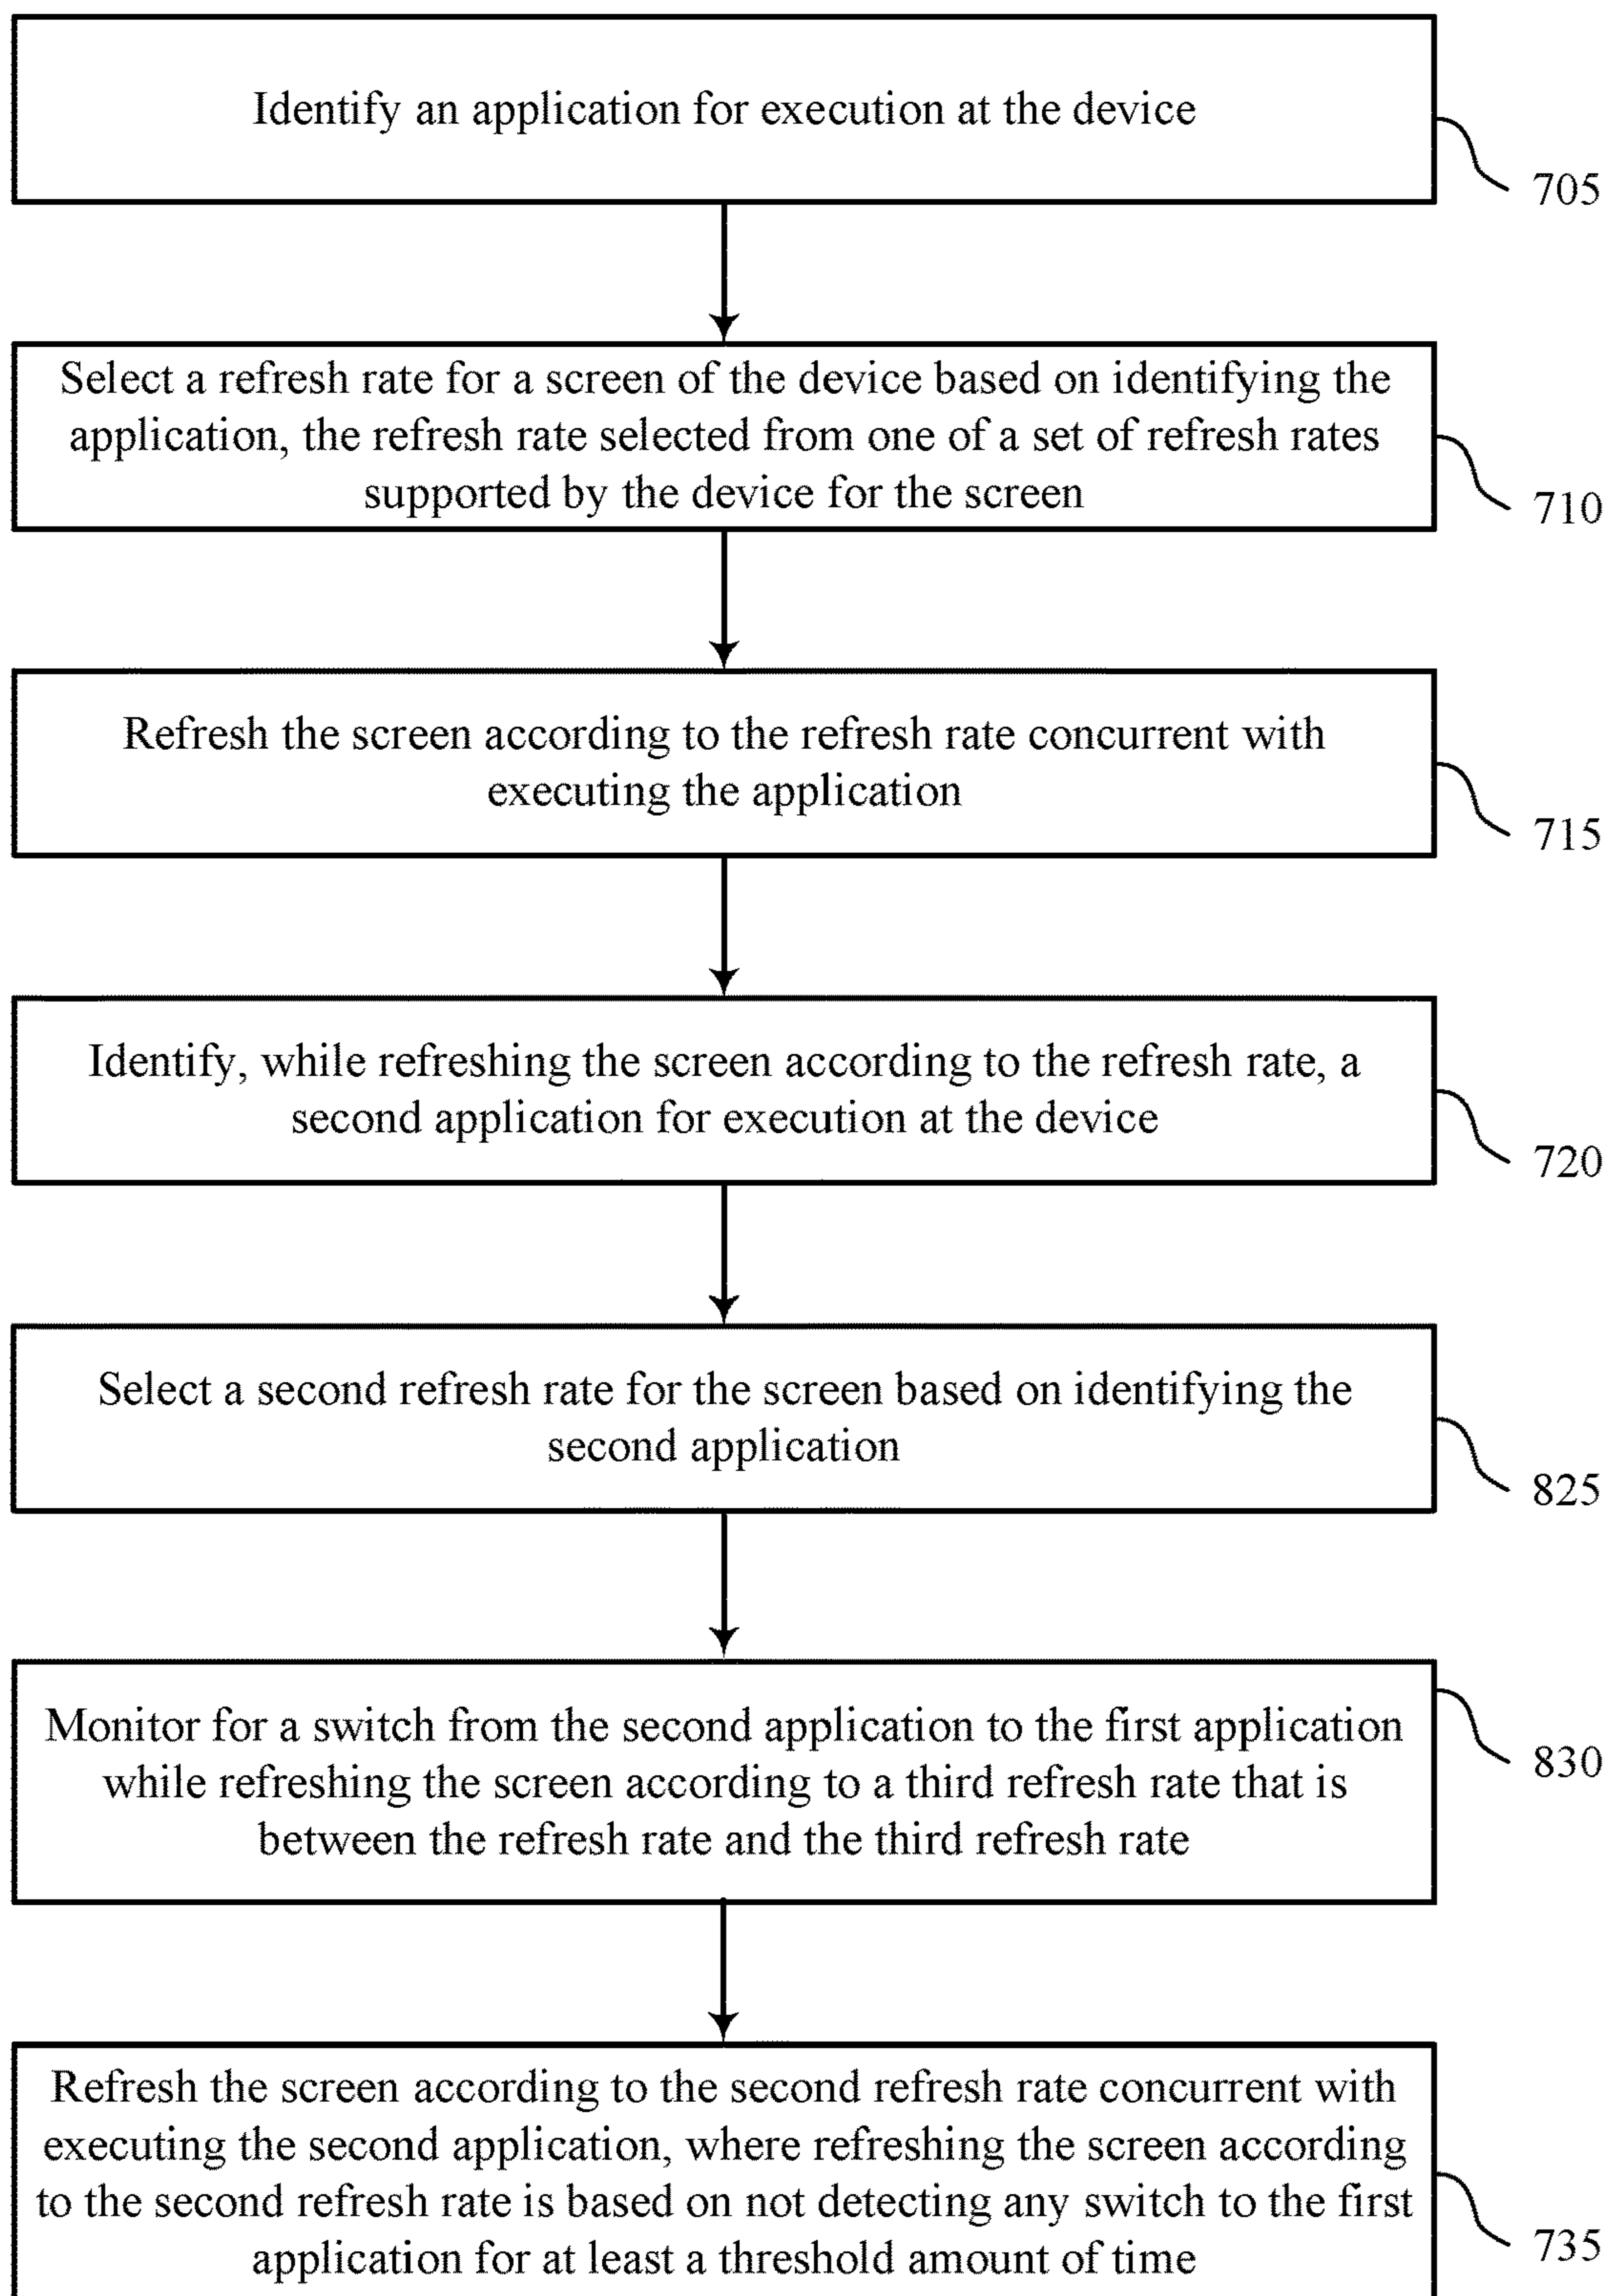 Identify an application for execution at the device
705
Select a refresh rate for a screen of the device based on identifying the
application, the refresh rate selected from one of a set of refresh rates
supported by the device for the screen
710
Refresh the screen according to the refresh rate concurrent with
executing the application
715
Identify, while refreshing the screen according to the refresh rate, a
second application for execution at the device
720
Select a second refresh rate for the screen based on identifying the
second application
825
Monitor for a switch from the second application to the first application
while refreshing the screen according to a third refresh rate that is
between the refresh rate and the third refresh rate
830
Refresh the screen according to the second refresh rate concurrent with
executing the second application, where refreshing the screen according
to the second refresh rate is based on not detecting any switch to the first
application for at least a threshold amount of time
735